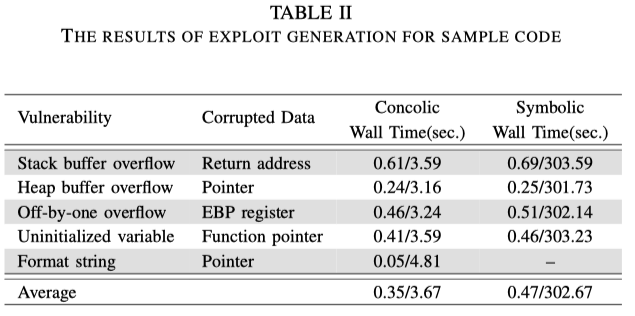 TABLE II
THE RESULTS OF EXPLOIT GENERATION FOR SAMPLE CODE
Vulnerability Corrupted Data Concolic Wall Time(sec.) Symbolic Wall Time(sec.)
Stack buffer overflow Return address 0.61/3.59 0.69/303.59
Heap buffer overflow Pointer 0.24/3.16 0.25/301.73
Off-by-one overflow EBP register 0.46/3.24 0.51/302.14
Uninitialized variable Function pointer 0.41/3.59 0.46/303.23
Format string Pointer 0.05/4.81 –
Average 0.35/3.67 0.47/302.67